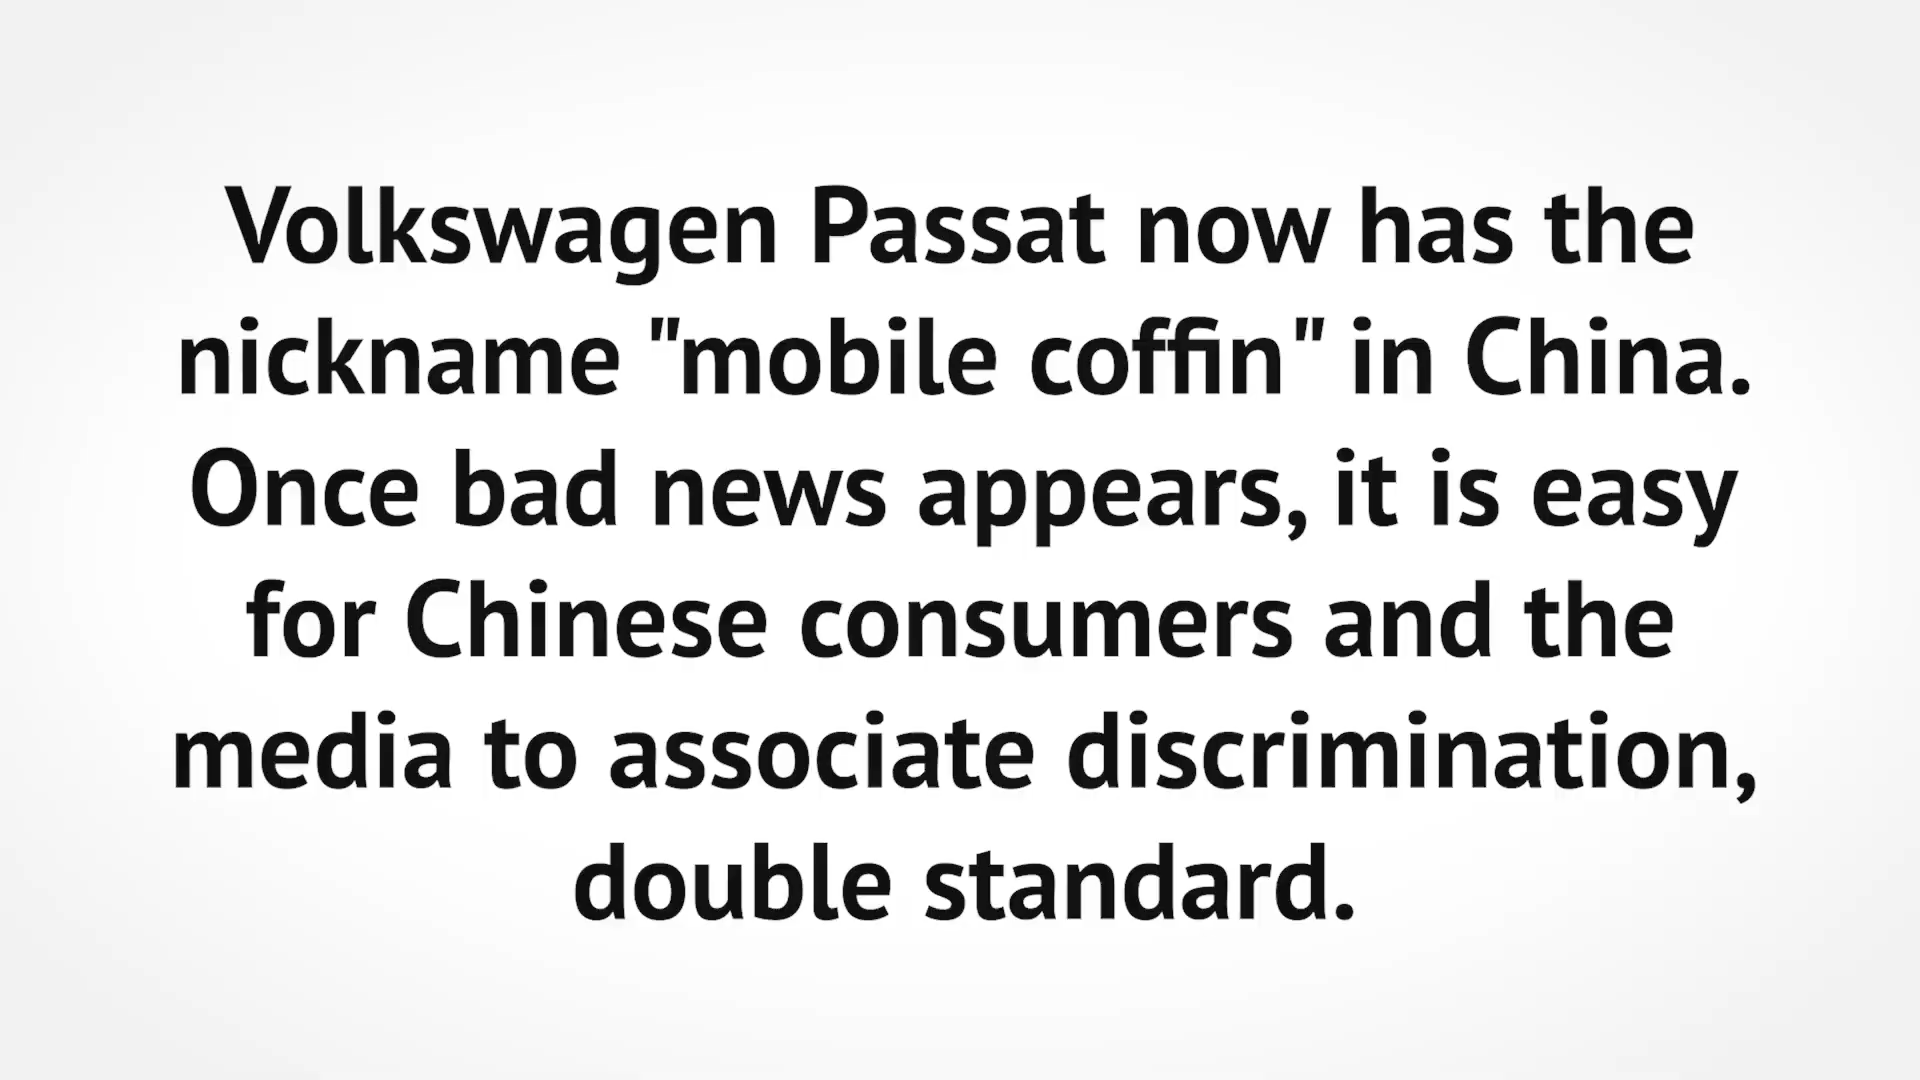 Volkswagen Passat now has the
nickname "mobile coffin" in China.
Once bad news appears, it is easy
for Chinese consumers and the
media to associate discrimination,
double standard.